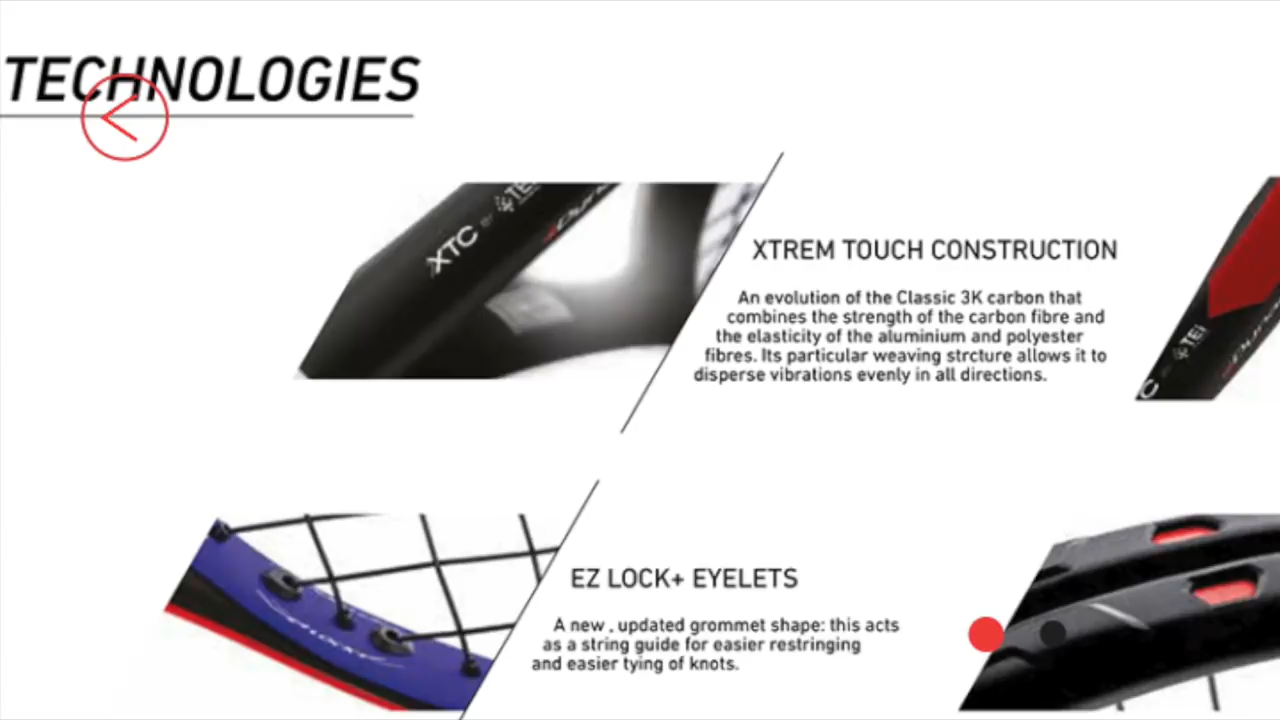 TECHNOLOGIES
XTC
XTREM TOUCH CONSTRUCTION
An evolution of the Classic 3K carbon that
combines the strength of the carbon fibre and
the elasticity of the aluminium and polyester
fibres. Its particular weaving strcture allows it to
disperse vibrations evenly in all directions.
EZ LOCK+ EYELETS
A new , updated grommet shape: this acts
as a string guide for easier restringing
and easier tying of knots.